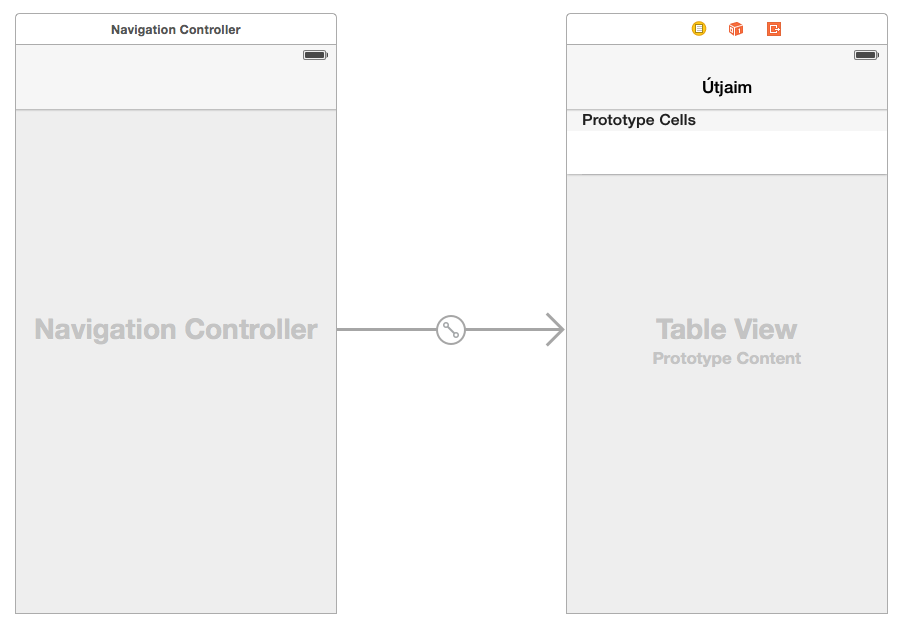 Navigation Controller
Navigation Controller
Útjaim
Prototype Cells
Table View
Prototype Content